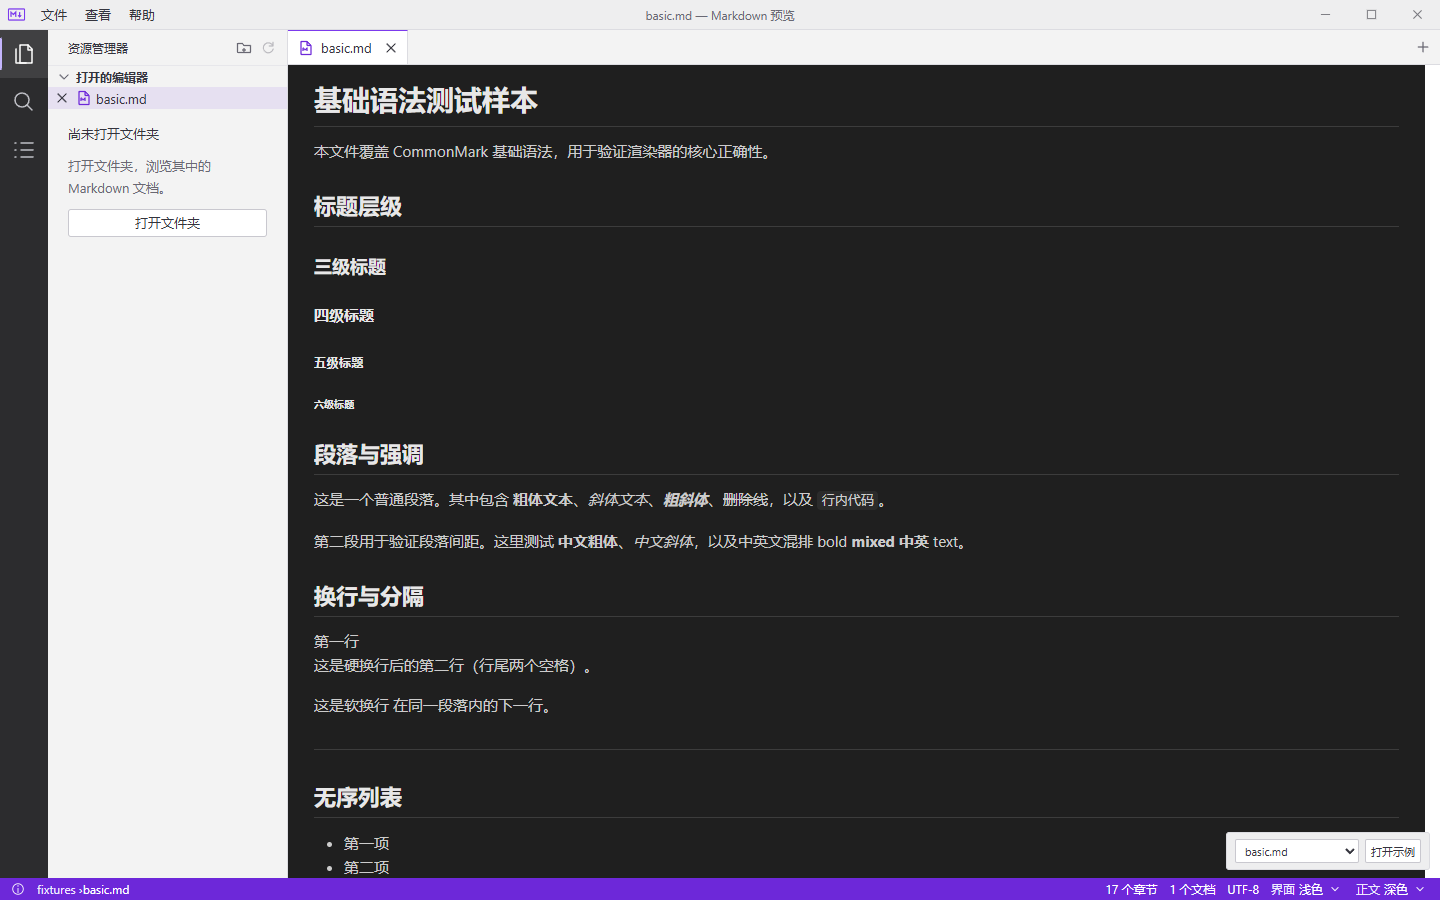 文件 查看 帮助
basic.md — Markdown 预览
资源管理器
basic.md
打开的编辑器
basic.md
尚未打开文件夹
打开文件夹，浏览其中的
Markdown 文档。
打开文件夹
基础语法测试样本
本文件覆盖 CommonMark 基础语法，用于验证渲染器的核心正确性。
标题层级
三级标题
四级标题
五级标题
六级标题
段落与强调
这是一个普通段落。其中包含 粗体文本、斜体文本、粗斜体、删除线，以及 行内代码 。
第二段用于验证段落间距。这里测试 中文粗体、中文斜体，以及中英文混排 bold mixed 中英 text。
换行与分隔
第一行
这是硬换行后的第二行（行尾两个空格）。
这是软换行 在同一段落内的下一行。
无序列表
第一项
第二项
basic.md 打开示例
fixtures ›basic.md
17 个章节 1 个文档 UTF-8 界面 浅色 正文 深色